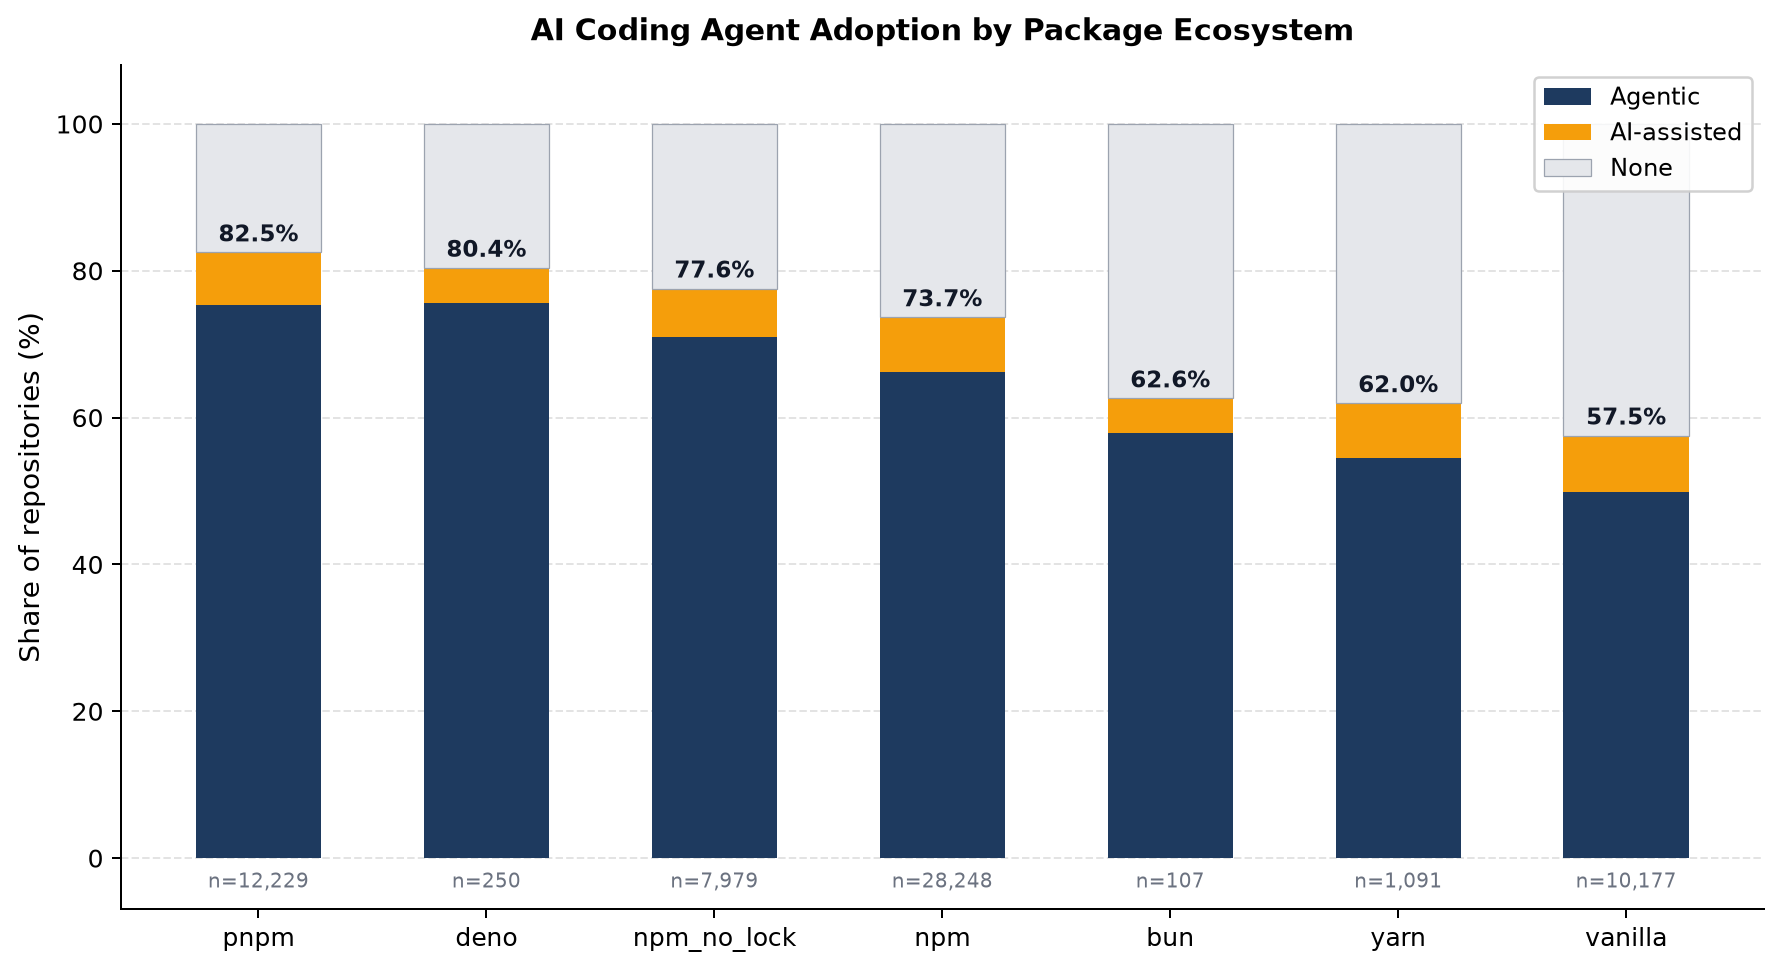 AI Coding Agent Adoption by Package Ecosystem
Agentic
AI-assisted
None
Share of repositories (%)
100
80
60
40
20
0
82.5%
80.4%
77.6%
73.7%
62.6%
62.0%
57.5%
n=12,229
n=250
n=7,979
n=28,248
n=107
n=1,091
n=10,177
pnpm
deno
npm_no_lock
npm
bun
yarn
vanilla